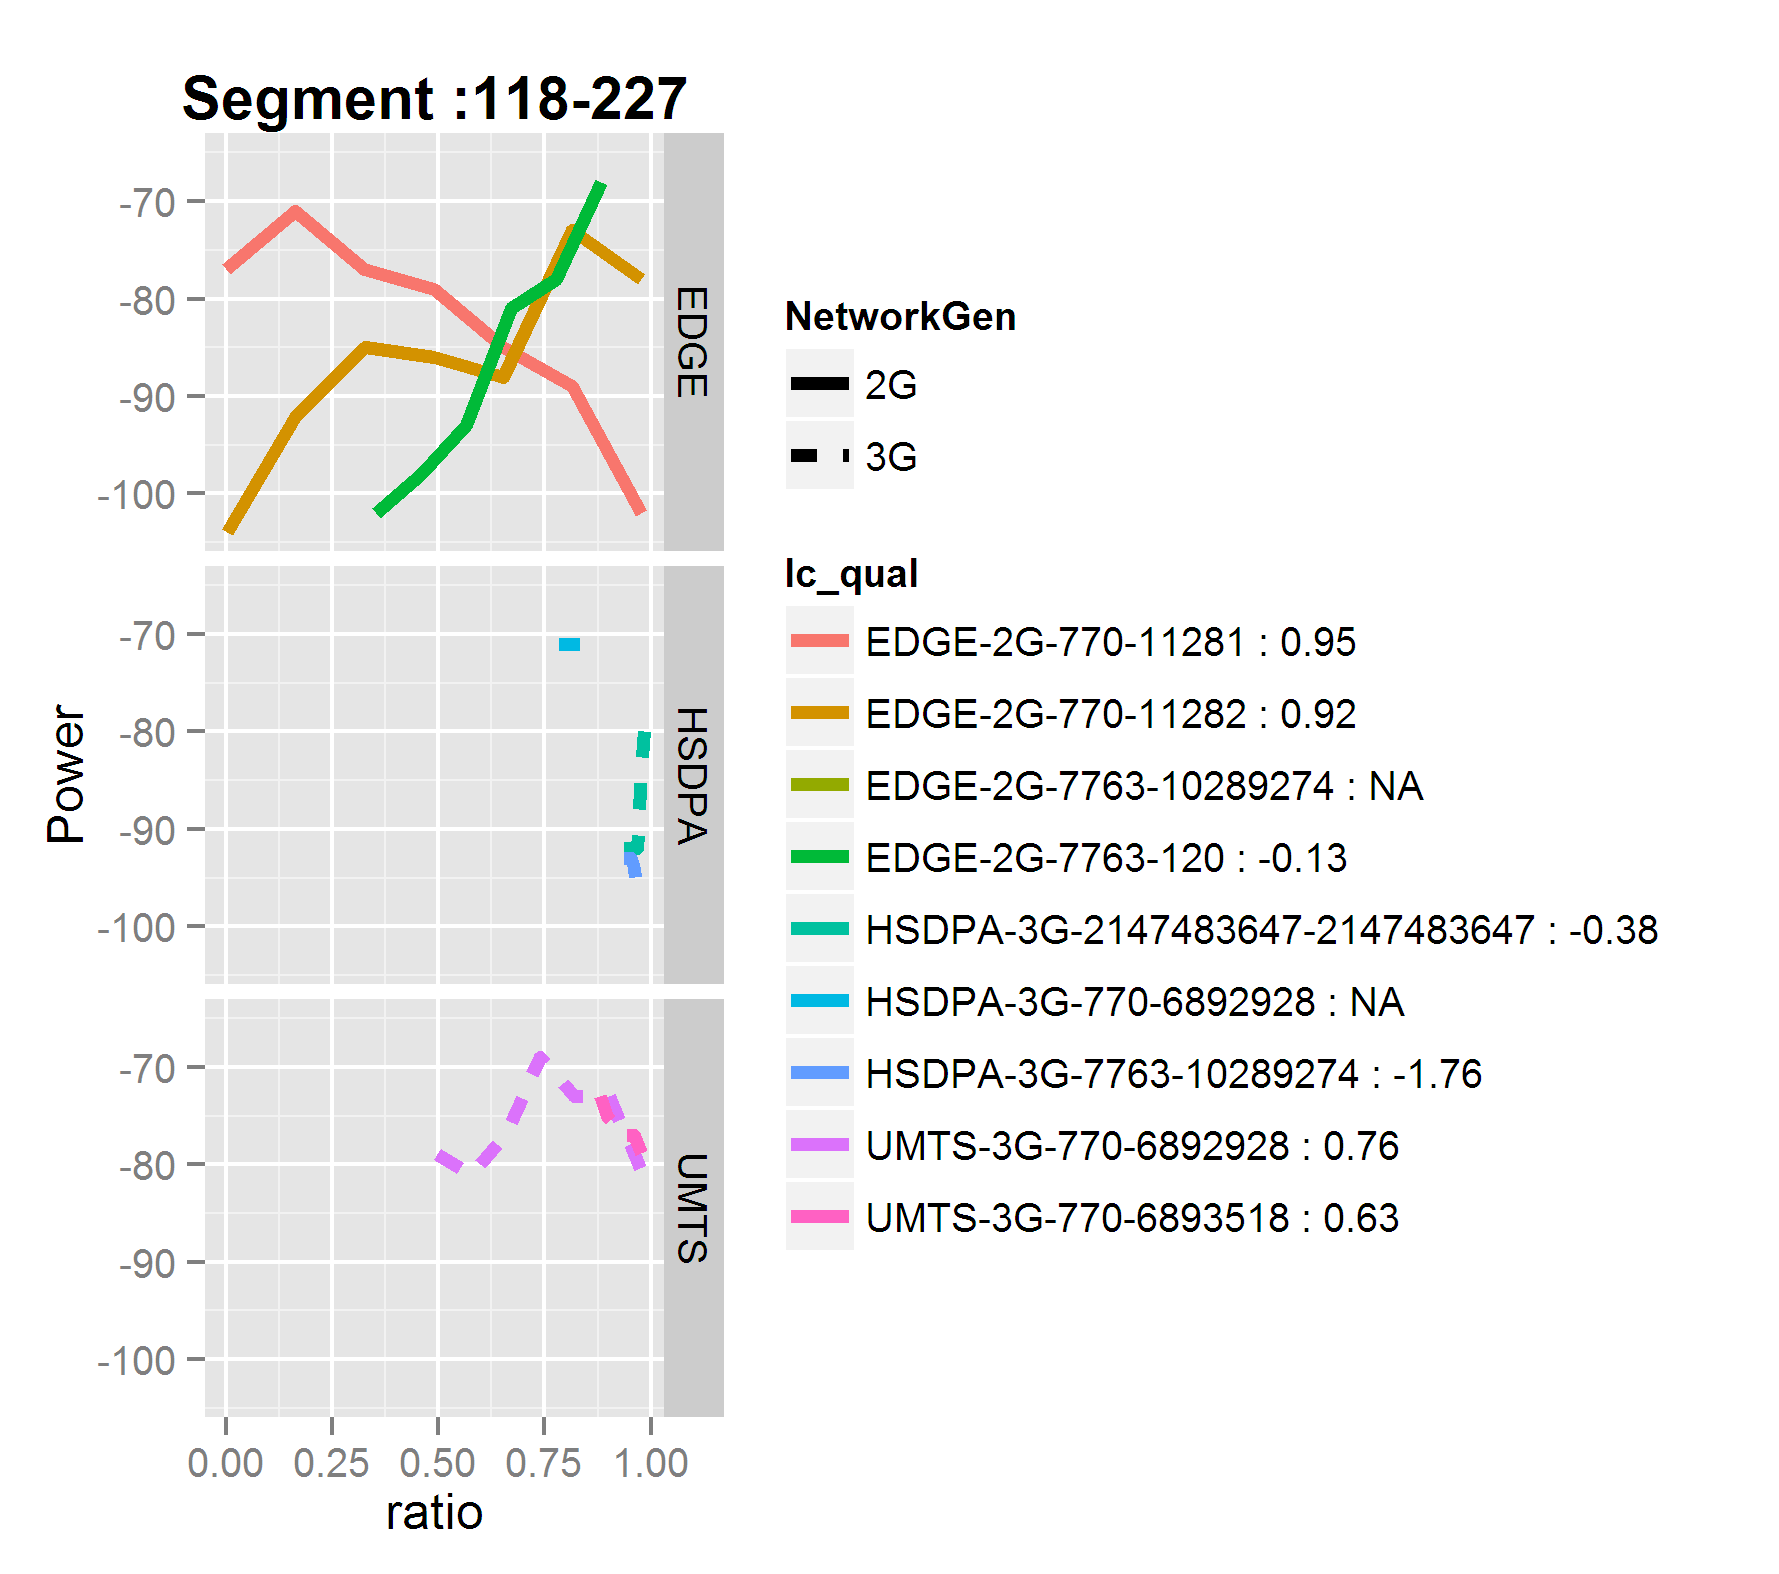 Segment :118-227
-70
-80
-90
-100
EDGE
-70
-80
-90
-100
HSDPA
-70
-80
-90
-100
UMTS
0.00 0.25 0.50 0.75 1.00
ratio
Power
NetworkGen
2G
3G
lc_qual
EDGE-2G-770-11281 : 0.95
EDGE-2G-770-11282 : 0.92
EDGE-2G-7763-10289274 : NA
EDGE-2G-7763-120 : -0.13
HSDPA-3G-2147483647-2147483647 : -0.38
HSDPA-3G-770-6892928 : NA
HSDPA-3G-7763-10289274 : -1.76
UMTS-3G-770-6892928 : 0.76
UMTS-3G-770-6893518 : 0.63